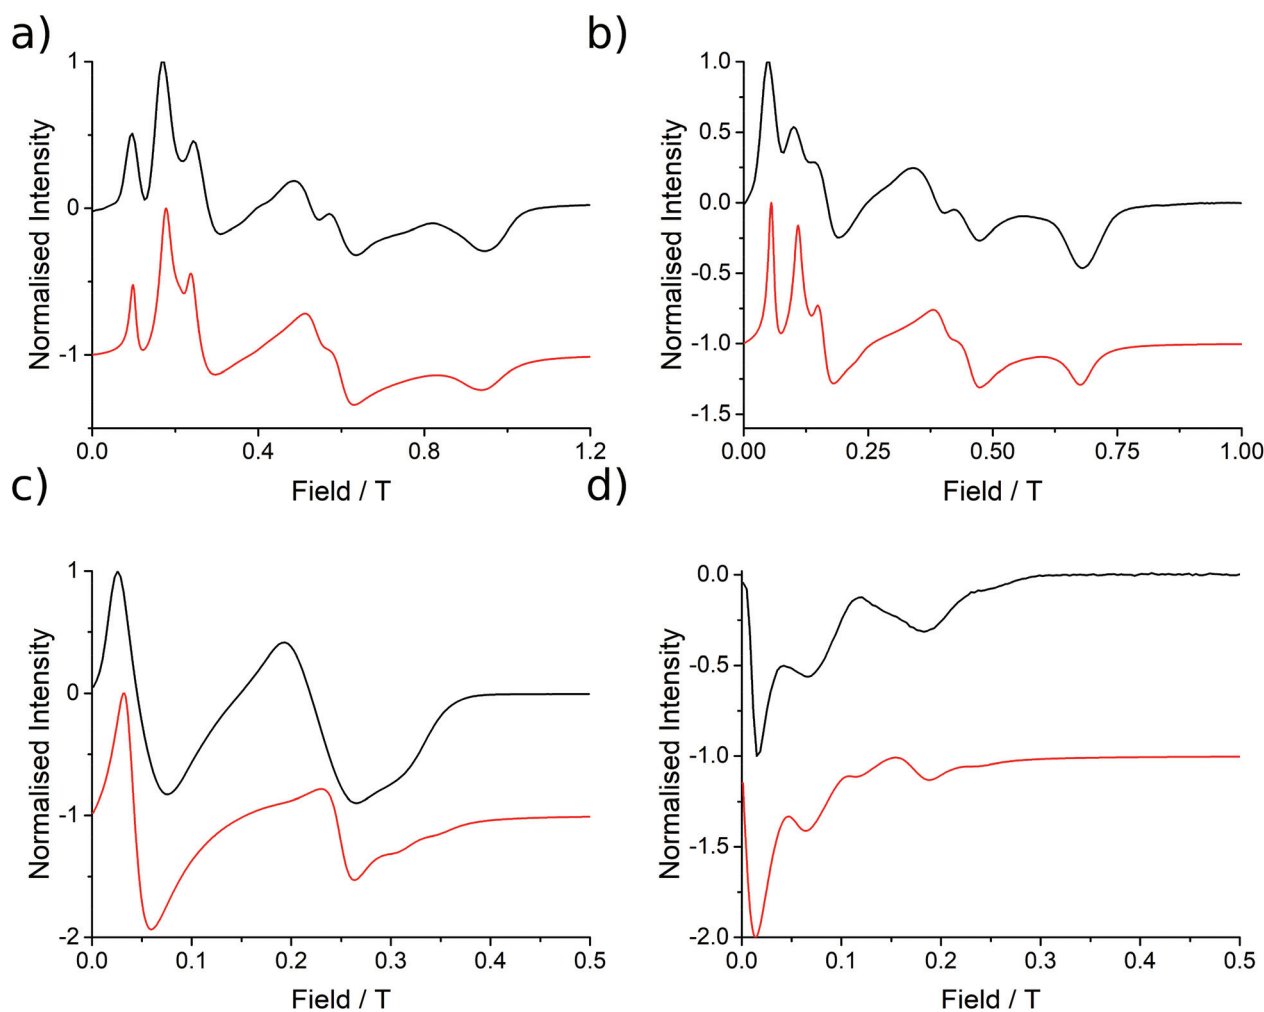 a)
1
0
-1
0.0 0.4 0.8 1.2
Normalised Intensity
Field / T
b)
1.0
0.5
0.0
-0.5
-1.0
-1.5
0.00 0.25 0.50 0.75 1.00
Normalised Intensity
Field / T
c)
1
0
-1
-2
0.0 0.1 0.2 0.3 0.4 0.5
Normalised Intensity
Field / T
d)
0.0
-0.5
-1.0
-1.5
-2.0
0.0 0.1 0.2 0.3 0.4 0.5
Normalised Intensity
Field / T